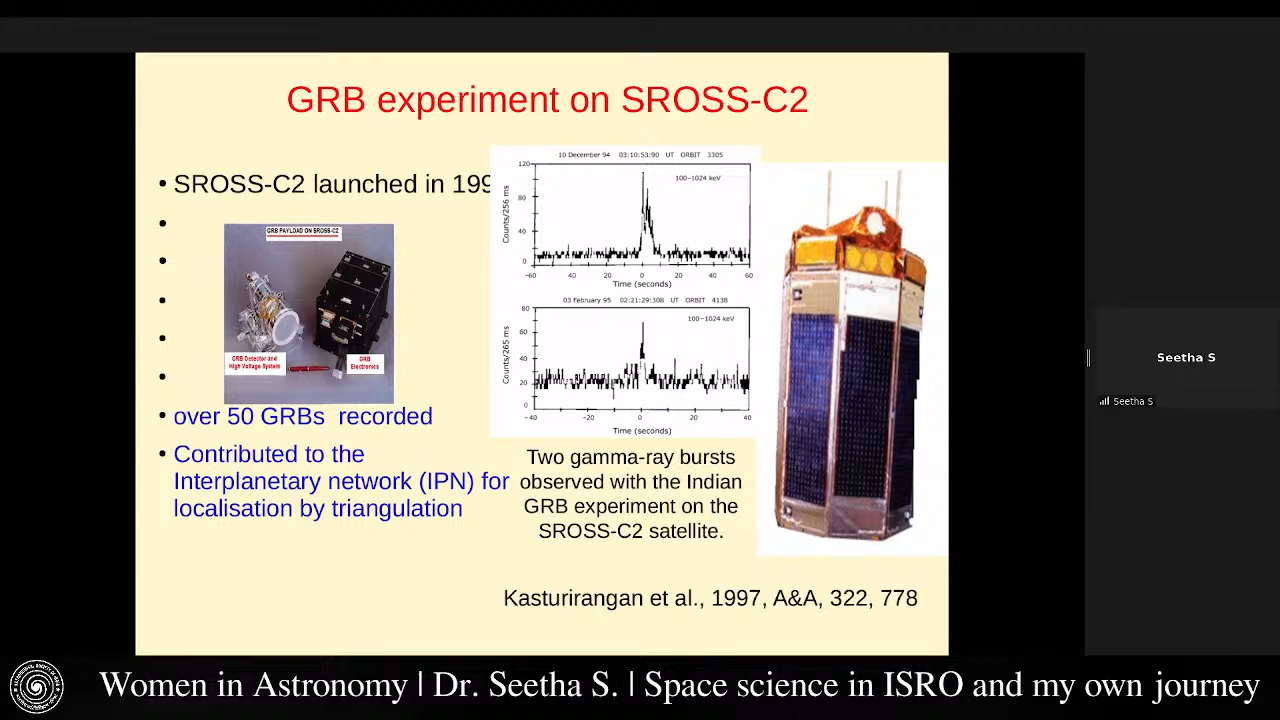 GRB experiment on SROSS-C2
• SROSS-C2 launched in 199
GRB PAYLOAD ON SROSS-C2
GRB Detector and
High Voltage System
GRB
Electronics
• over 50 GRBs recorded
• Contributed to the
Interplanetary network (IPN) for
localisation by triangulation
10 December 94 03:10:53:90 UT ORBIT 3305
100-1024 keV
Counts/256 ms
120
80
40
0
-60 40 20 0 20 40 60
Time (seconds)
03 February 95 02:21:29:308 UT ORBIT 4138
100-1024 keV
Counts/265 ms
80
60
40
20
0
-40 -20 0 20 40
Time (seconds)
Two gamma-ray bursts
observed with the Indian
GRB experiment on the
SROSS-C2 satellite.
Kasturirangan et al., 1997, A&A, 322, 778
Seetha S
Seetha S
Women in Astronomy | Dr. Seetha S. | Space science in ISRO and my own journey